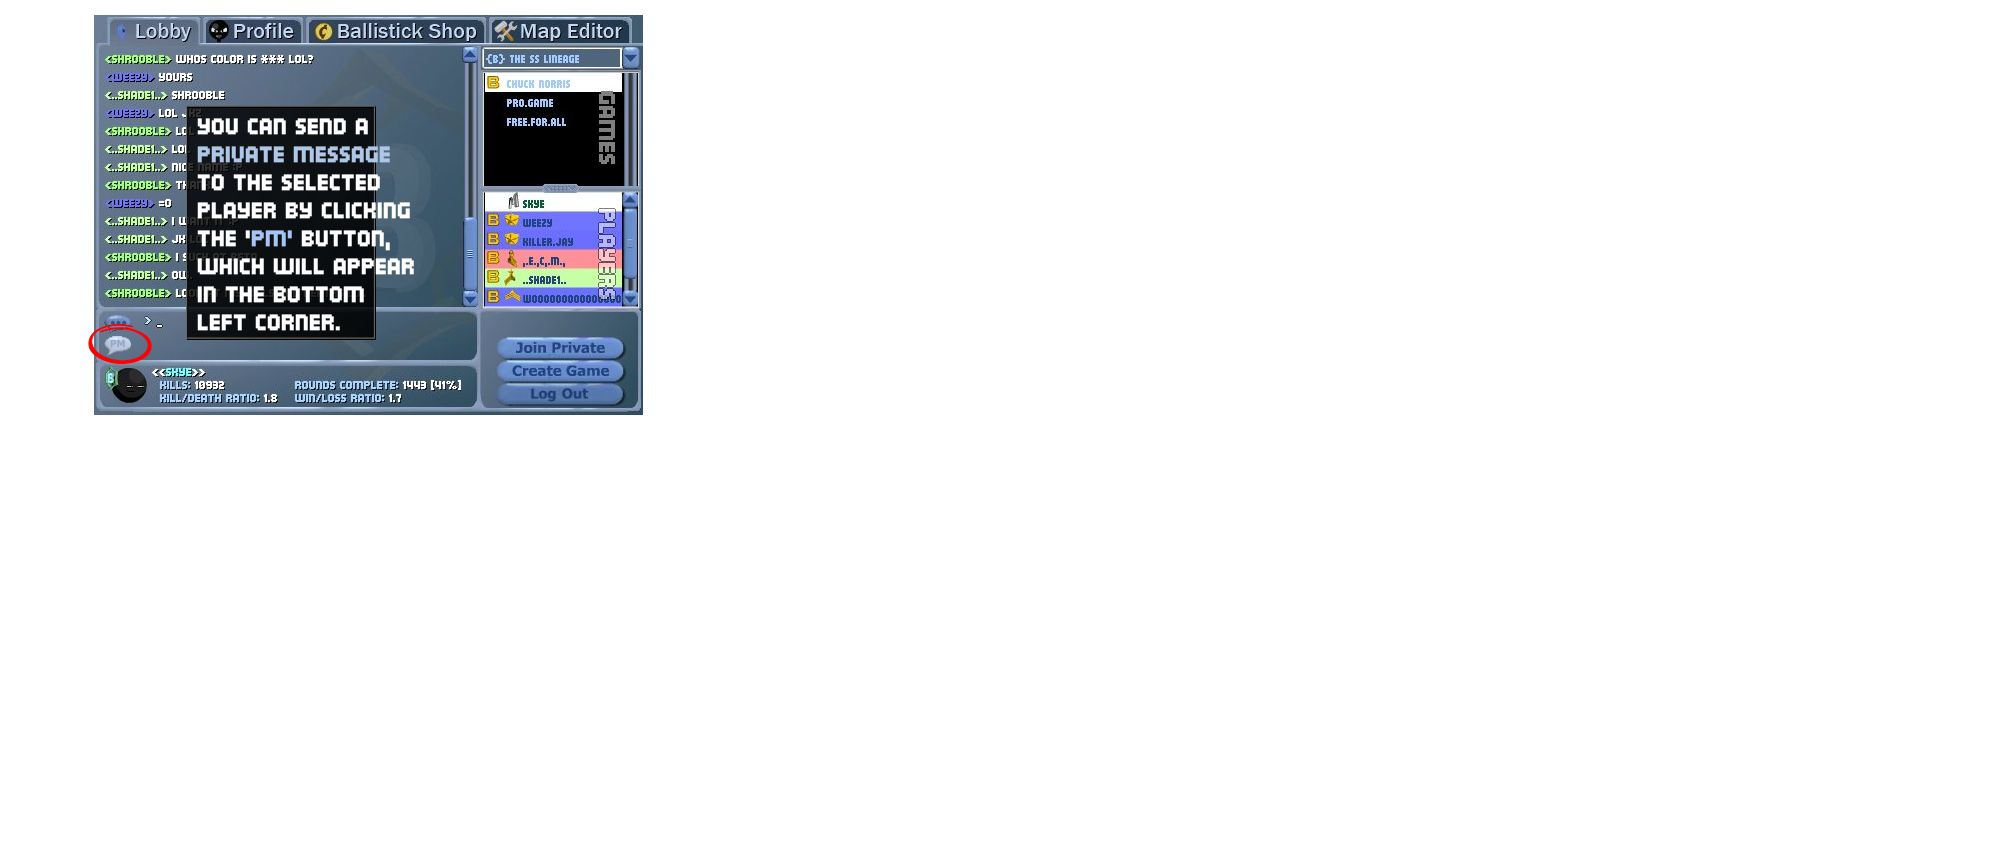 Lobby Profile Ballistick Shop Map Editor
<SHROOBLE> WHOS COLOR IS *** LOL?
<WEEZY> YOURS
<..SHADE1..> SHROOBLE
<WEEZY> LOL
<SHROOBLE>
<..SHADE1..>
<..SHADE1..>
<SHROOBLE>
<WEEZY> =O
<..SHADE1..> I
<..SHADE1..>
<SHROOBLE> I
<..SHADE1..>
<SHROOBLE>
YOU CAN SEND A
PRIVATE MESSAGE
TO THE SELECTED
PLAYER BY CLICKING
THE 'PM' BUTTON,
WHICH WILL APPEAR
IN THE BOTTOM
LEFT CORNER.
{B} THE SS LINEAGE
CHUCK NORRIS
PRO.GAME
FREE.FOR.ALL
GAMES
SKYE
WEEZY
KILLER.JAY
,.E.,C,.M.,
..SHADE1..
PLAYERS
> _
PM
<<SKYE>>
KILLS: 10932 ROUNDS COMPLETE: 1443 [41%]
KILL/DEATH RATIO: 1.8 WIN/LOSS RATIO: 1.7
Join Private
Create Game
Log Out